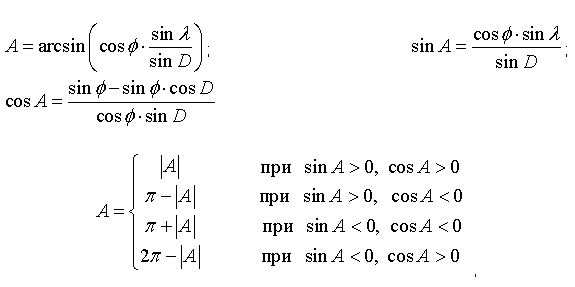 A = arcsin(cos ϕ · sin λ / sin D); sin A = cos ϕ · sin λ / sin D;
cos A = sin ϕ − sin ϕ · cos D / cos ϕ · sin D
|A| при sin A > 0, cos A > 0
π − |A| при sin A > 0, cos A < 0
A = { π + |A| при sin A < 0, cos A < 0
2π − |A| при sin A < 0, cos A > 0 ,